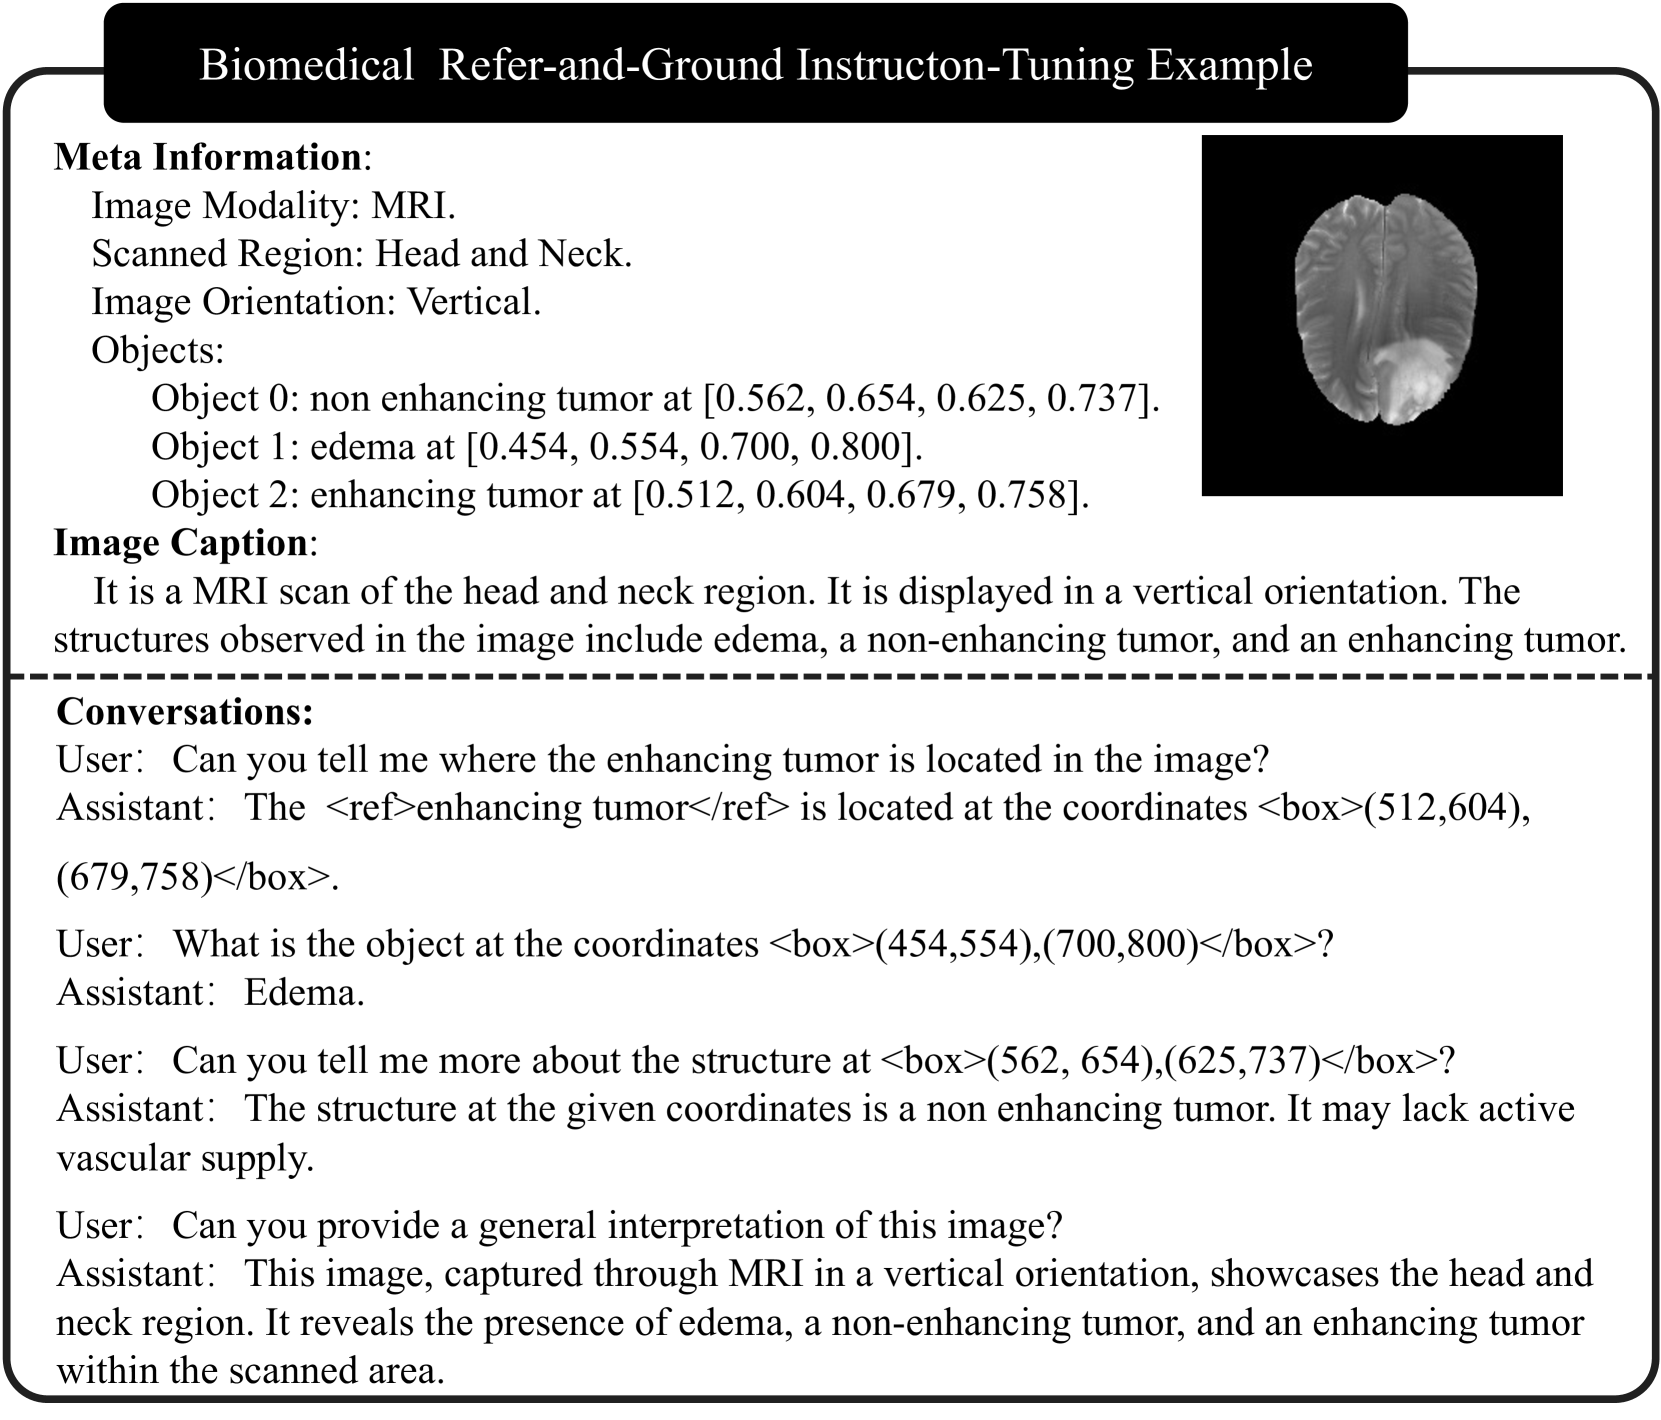 Biomedical  Refer-and-Ground Instructon-Tuning Example
Meta Information:
Image Modality: MRI.
Scanned Region: Head and Neck.
Image Orientation: Vertical.
Objects:
Object 0: non enhancing tumor at [0.562, 0.654, 0.625, 0.737].
Object 1: edema at [0.454, 0.554, 0.700, 0.800].
Object 2: enhancing tumor at [0.512, 0.604, 0.679, 0.758].
Image Caption:
It is a MRI scan of the head and neck region. It is displayed in a vertical orientation. The
structures observed in the image include edema, a non-enhancing tumor, and an enhancing tumor.
Conversations:
User: Can you tell me where the enhancing tumor is located in the image?
Assistant: The <ref>enhancing tumor</ref> is located at the coordinates <box>(512,604),
(679,758)</box>.
User: What is the object at the coordinates <box>(454,554),(700,800)</box>?
Assistant: Edema.
User: Can you tell me more about the structure at <box>(562, 654),(625,737)</box>?
Assistant: The structure at the given coordinates is a non enhancing tumor. It may lack active
vascular supply.
User: Can you provide a general interpretation of this image?
Assistant: This image, captured through MRI in a vertical orientation, showcases the head and
neck region. It reveals the presence of edema, a non-enhancing tumor, and an enhancing tumor
within the scanned area.